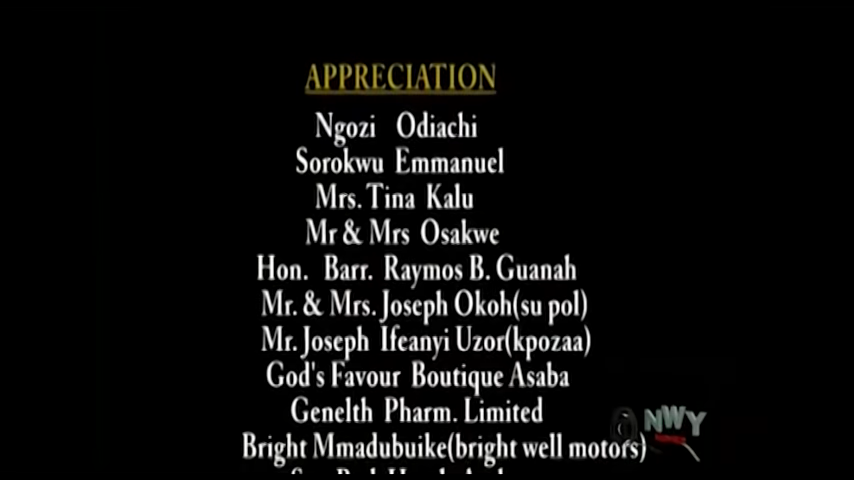 APPRECIATION
Ngozi Odiachi
Sorokwu Emmanuel
Mrs. Tina Kalu
Mr & Mrs Osakwe
Hon. Barr. Raymos B. Guanah
Mr. & Mrs. Joseph Okoh(su pol)
Mr. Joseph Ifeanyi Uzor(kpozaa)
God's Favour Boutique Asaba
Genelth Pharm. Limited
NWY
Bright Mmadubuike(bright well motors)